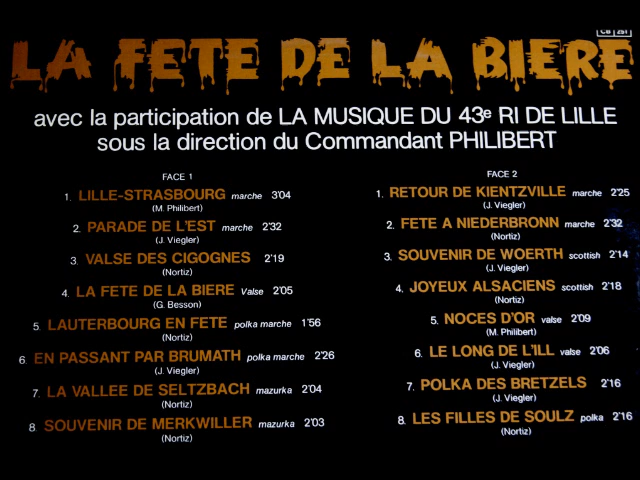 CB 291
LA FETE DE LA BIERE
avec la participation de LA MUSIQUE DU 43e RI DE LILLE
sous la direction du Commandant PHILIBERT
FACE 1
1. LILLE-STRASBOURG marche 3'04
(M. Philibert)
2. PARADE DE L'EST marche 2'32
(J. Viegler)
3. VALSE DES CIGOGNES 2'19
(Nortiz)
4. LA FETE DE LA BIERE Valse 2'05
(G. Besson)
5. LAUTERBOURG EN FETE polka marche 1'56
(Nortiz)
6. EN PASSANT PAR BRUMATH polka marche 2'26
(J. Viegler)
7. LA VALLEE DE SELTZBACH mazurka 2'04
(Nortiz)
8. SOUVENIR DE MERKWILLER mazurka 2'03
(Nortiz)
FACE 2
1. RETOUR DE KIENTZVILLE marche 2'25
(J. Viegler)
2. FETE A NIEDERBRONN marche 2'32
(Nortiz)
3. SOUVENIR DE WOERTH scottish 2'14
(J. Viegler)
4. JOYEUX ALSACIENS scottish 2'18
(Nortiz)
5. NOCES D'OR valse 2'09
(M. Philibert)
6. LE LONG DE L'ILL valse 2'06
(J. Viegler)
7. POLKA DES BRETZELS 2'16
(J. Viegler)
8. LES FILLES DE SOULZ polka 2'16
(Nortiz)